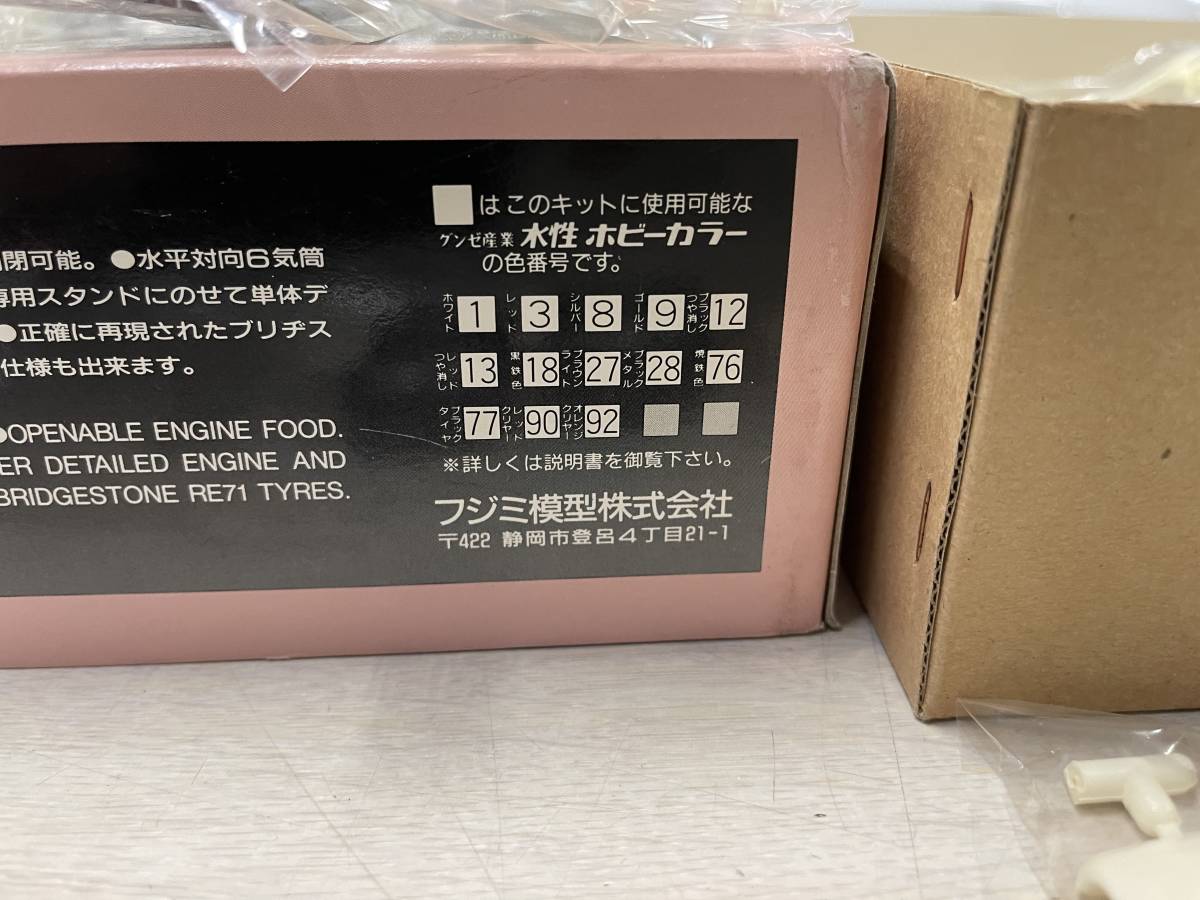 開閉可能。●水平対向6気筒
専用スタンドにのせて単体デ
●正確に再現されたブリヂス
仕様も出来ます。
●OPENABLE ENGINE FOOD.
ER DETAILED ENGINE AND
BRIDGESTONE RE71 TYRES.
はこのキットに使用可能な
グンゼ産業 水性ホビーカラー
の色番号です。
ホワイト 1 レッド 3 シルバー 8 ゴールド 9 ブラックつや消し 12
レッドつや消し 13 黒鉄色 18 ブラウンライト 27 ブラックメタル 28 焼鉄色 76
ブラックタイヤ 77 レッドクリヤー 90 オレンジクリヤー 92
※詳しくは説明書を御覧下さい。
フジミ模型株式会社
〒422 静岡市登呂4丁目21-1